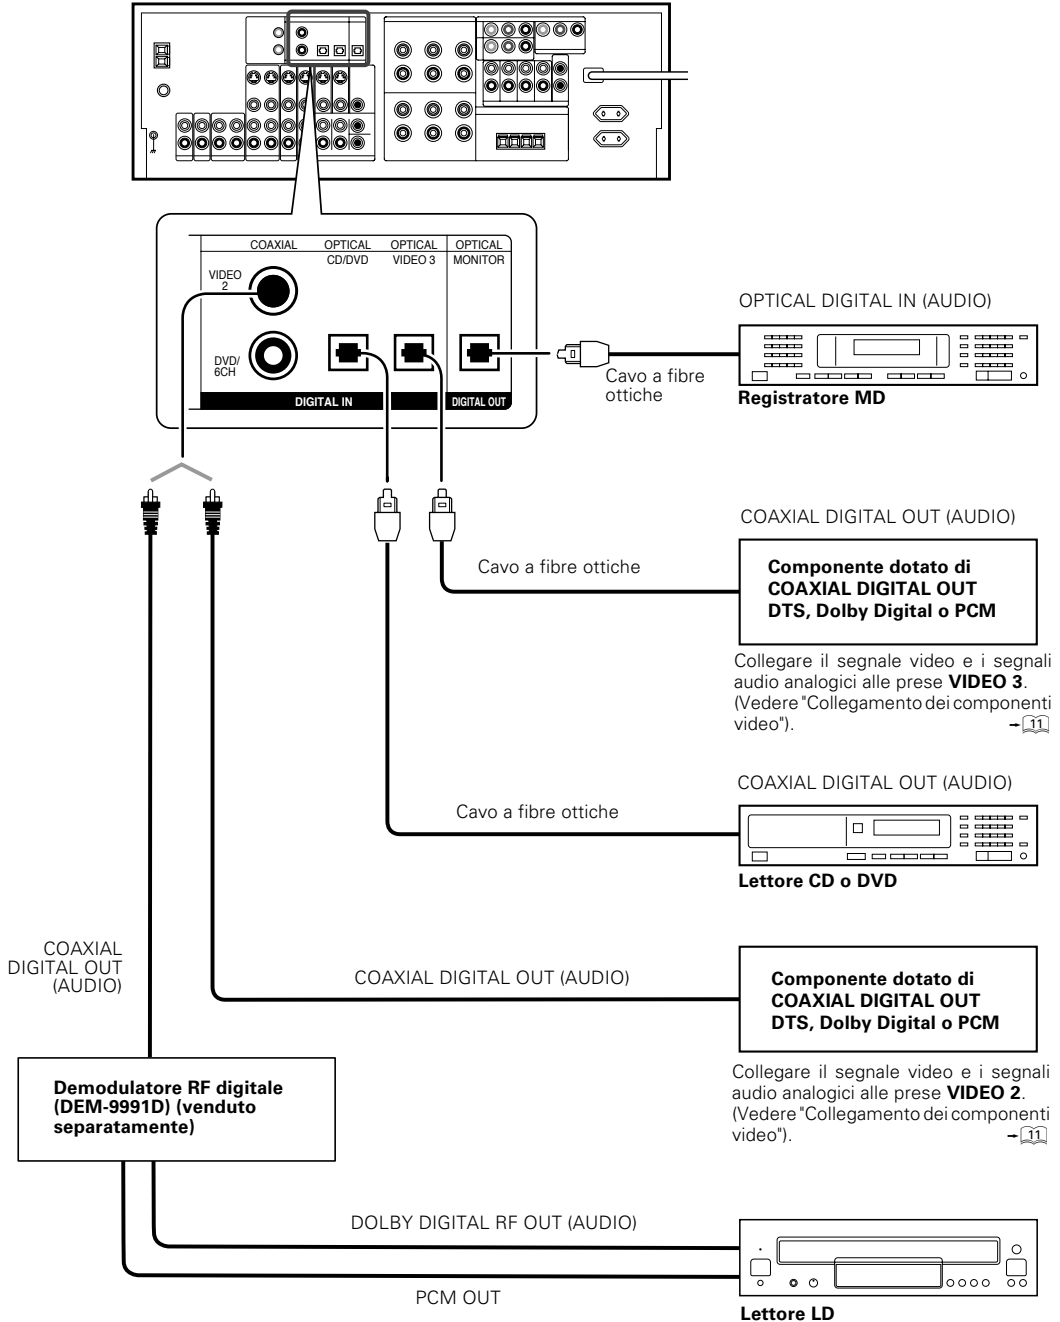 COAXIAL OPTICAL OPTICAL OPTICAL
CD/DVD VIDEO 3 MONITOR
VIDEO
2
DVD/
6CH
DIGITAL IN DIGITAL OUT
OPTICAL DIGITAL IN (AUDIO)
Cavo a fibre
ottiche
Registratore MD
COAXIAL DIGITAL OUT (AUDIO)
Cavo a fibre ottiche
Componente dotato di
COAXIAL DIGITAL OUT
DTS, Dolby Digital o PCM
Collegare il segnale video e i segnali
audio analogici alle prese VIDEO 3.
(Vedere "Collegamento dei componenti
video"). 11
COAXIAL DIGITAL OUT (AUDIO)
Cavo a fibre ottiche
Lettore CD o DVD
COAXIAL
DIGITAL OUT
(AUDIO)
COAXIAL DIGITAL OUT (AUDIO)
Componente dotato di
COAXIAL DIGITAL OUT
DTS, Dolby Digital o PCM
Collegare il segnale video e i segnali
audio analogici alle prese VIDEO 2.
(Vedere "Collegamento dei componenti
video"). 11
Demodulatore RF digitale
(DEM-9991D) (venduto
separatamente)
DOLBY DIGITAL RF OUT (AUDIO)
PCM OUT
Lettore LD